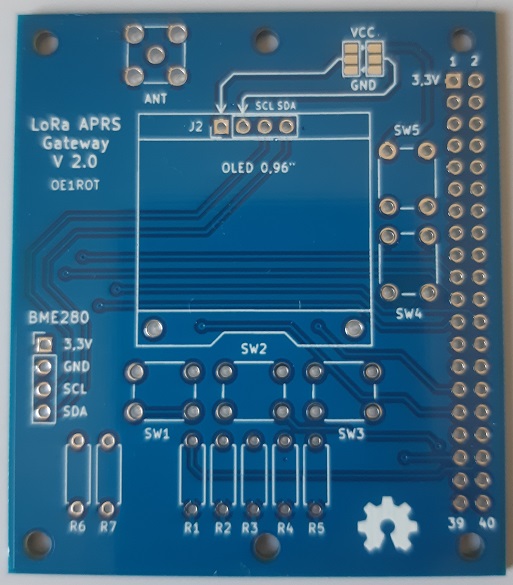 VCC
GND
1 2
3,3V
ANT
SCL SDA
J2
LoRa APRS
Gateway
V 2.0
OE1ROT
OLED 0,96"
SW5
SW4
BME280
3,3V
GND
SCL
SDA
SW2
SW1
SW3
R6 R7 R1 R2 R3 R4 R5
39 40